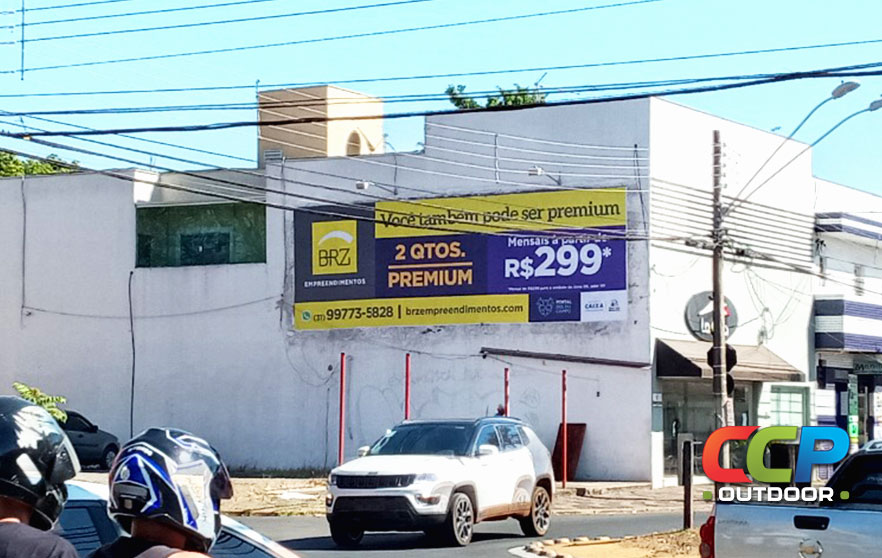 Você também pode ser premium
BRZ
EMPREENDIMENTOS
2 QTOS.
PREMIUM
Mensais a partir de
R$299*
99773-5828 | brzempreendimentos.com
CAIXA
CCP
OUTDOOR